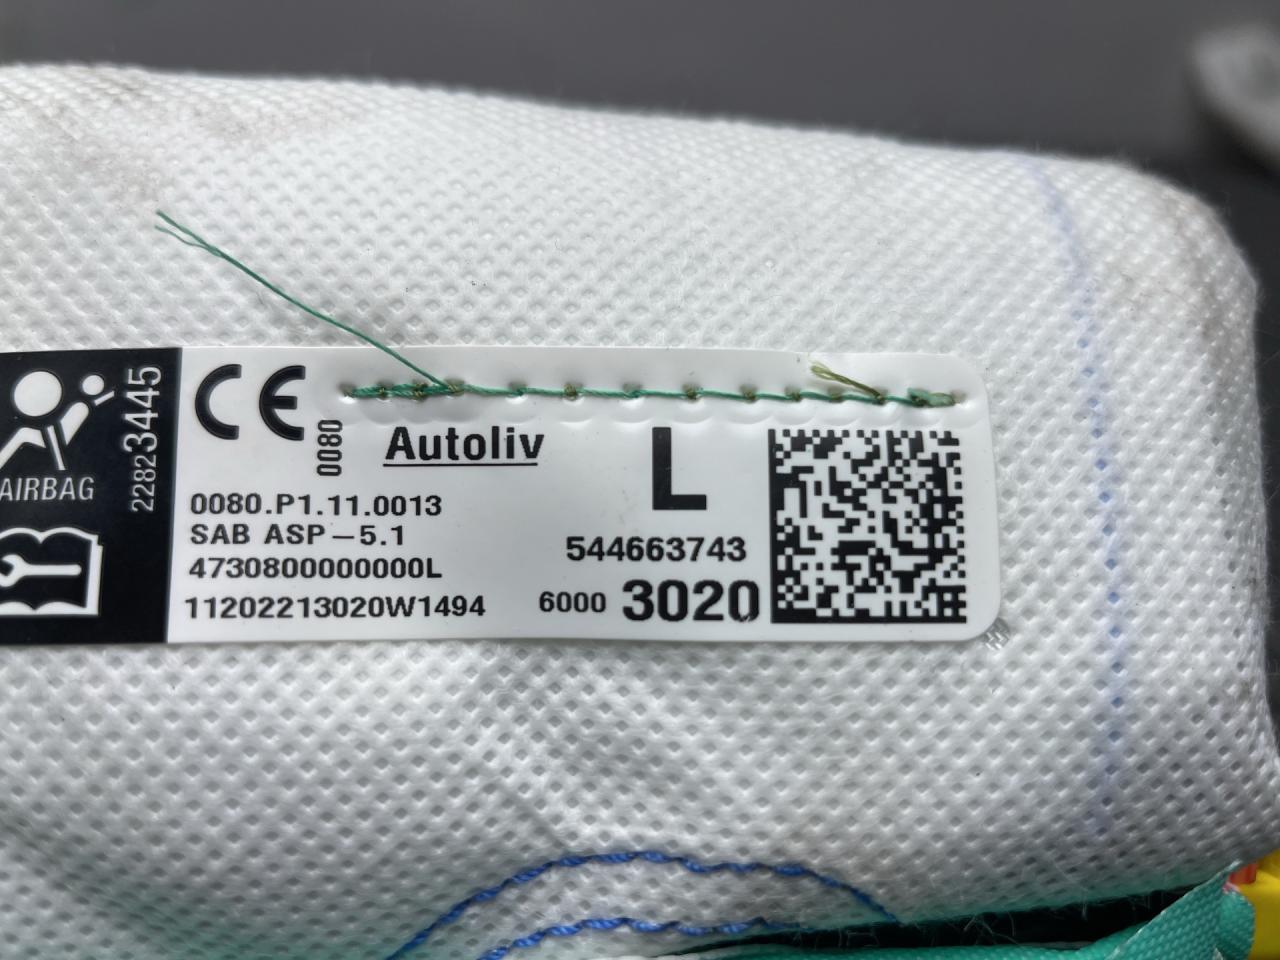 AIRBAG
22823445
CE
0080
Autoliv
L
0080.P1.11.0013
SAB ASP-5.1
4730800000000L
11202213020W1494
544663743
6000 3020